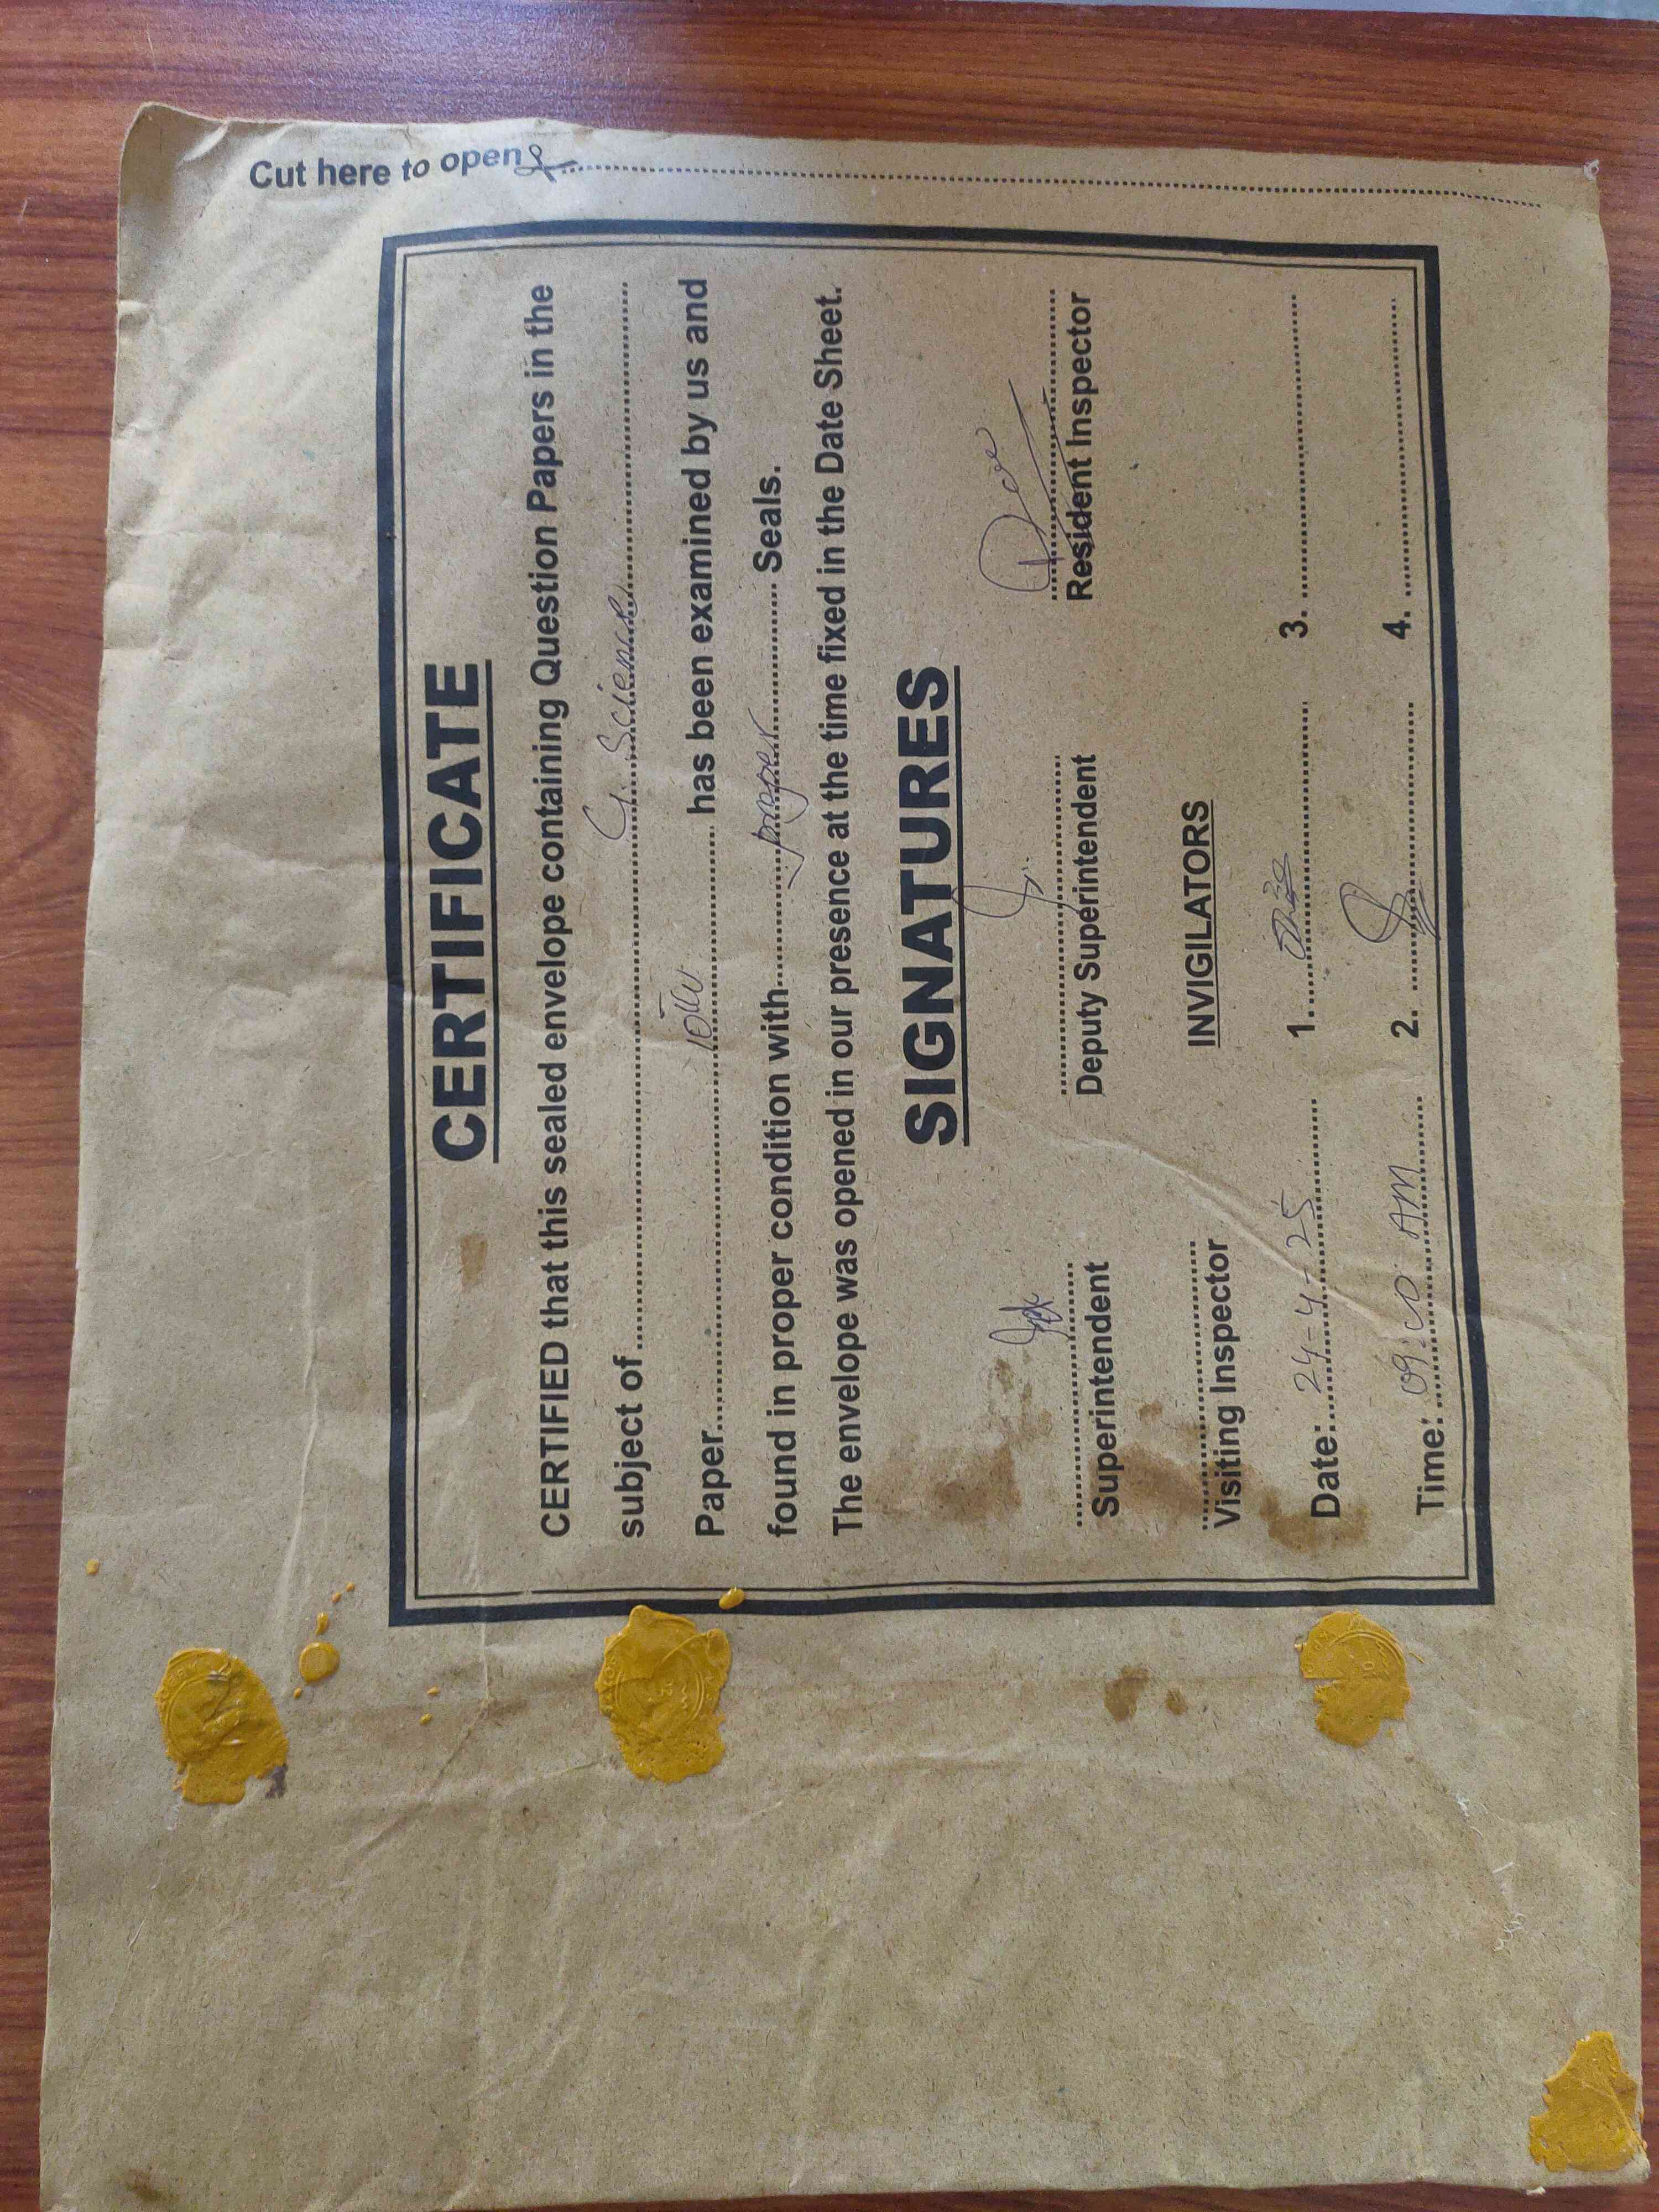 Cut here to open
CERTIFICATE
CERTIFIED that this sealed envelope containing Question Papers in the
subject of.......... G. Science ..........
Paper.......... 10th .......... has been examined by us and
found in proper condition with.......... proper .......... Seals.
The envelope was opened in our presence at the time fixed in the Date Sheet.
SIGNATURES
Superintendent Deputy Superintendent Resident Inspector
Visiting Inspector INVIGILATORS
Date: 24-4-25 1. 3.
Time: 09:00 AM 2. 4.